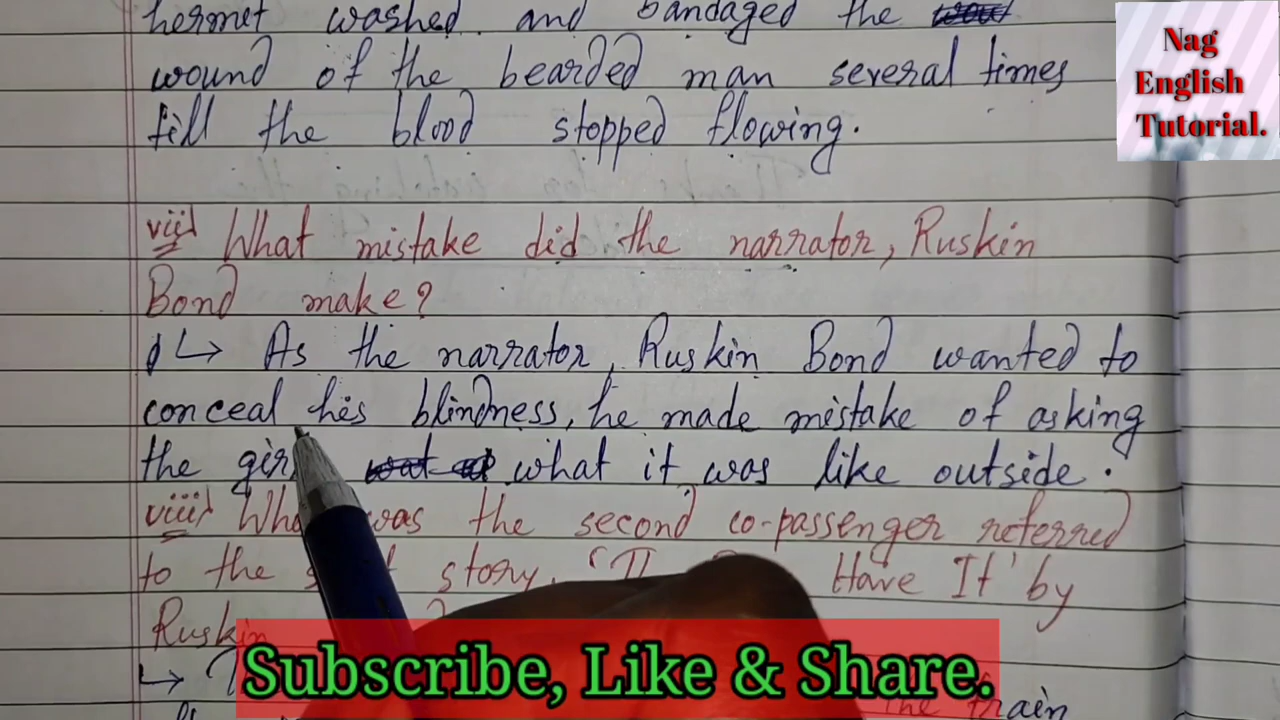 hermet washed and bandaged the
wound of the bearded man several times
till the blood stopped flowing.
vii) What mistake did the narrator, Ruskin
Bond make?
↳ As the narrator, Ruskin Bond wanted to
conceal his blindness, he made mistake of asking
the girl what it was like outside.
viii) was the second co-passenger referred
to the story, Have It' by
Ruskin
↳
train
Nag
English
Tutorial.
Subscribe, Like & Share.